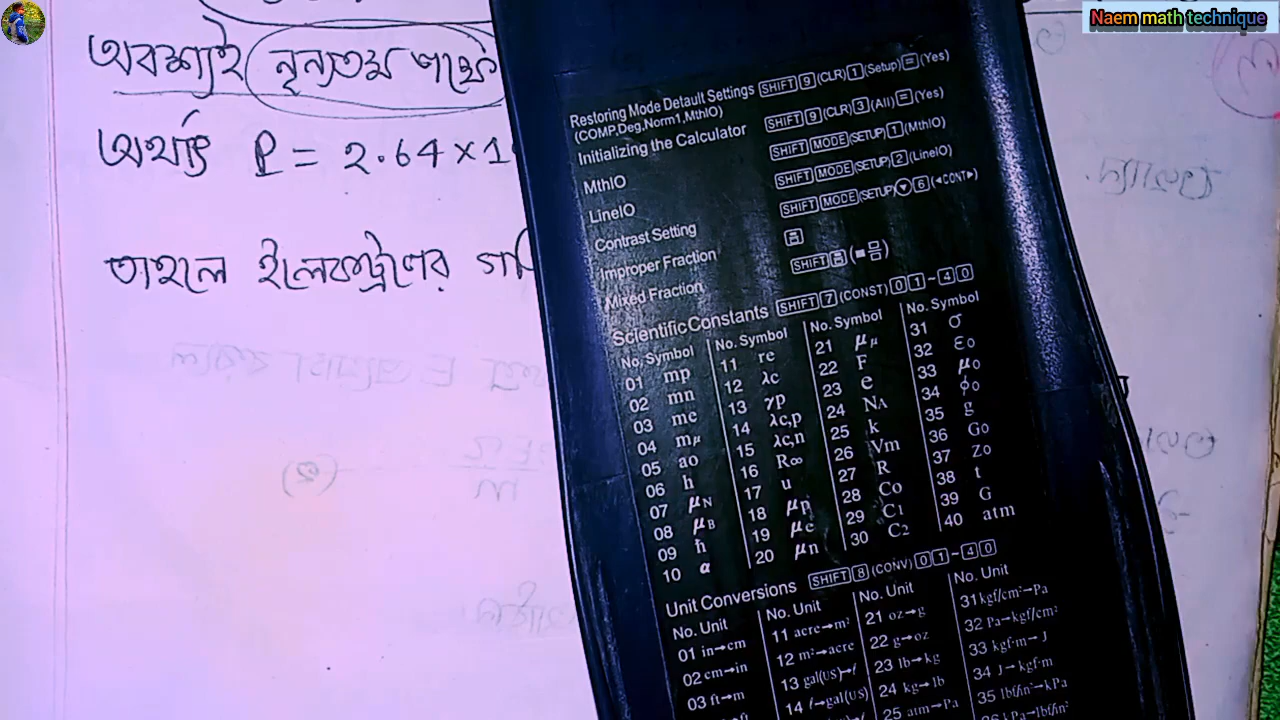 Naem math technique
অবশ্যই নূন্যতম
অর্থাৎ P = 2.64×1
তাহলে ইলেকট্রণের
Restoring Mode Default Settings SHIFT 9 (CLR) 1 (Setup) = (Yes)
(COMP,Deg,Norm1,MthIO)
Initializing the Calculator SHIFT 9 (CLR) 3 (All) = (Yes)
MthIO SHIFT MODE (SETUP) 1 (MthIO)
LineIO SHIFT MODE (SETUP) 2 (LineIO)
Contrast Setting SHIFT MODE (SETUP) ▼ 6 (◄CONT►)
Improper Fraction
Mixed Fraction SHIFT
Scientific Constants SHIFT 7 (CONST) 0 1 - 4 0
No. Symbol No. Symbol No. Symbol No. Symbol
01 mp 11 re 21 μμ 31 σ
02 mn 12 λc 22 F 32 ε0
03 me 13 γp 23 e 33 μ0
04 mμ 14 λc,p 24 NA 34 ϕ0
05 ao 15 λc,n 25 k 35 g
06 h 16 R∞ 26 Vm 36 G0
07 μN 17 u 27 R 37 Z0
08 μB 18 μp 28 C0 38 t
09 ħ 19 μe 29 C1 39 G
10 α 20 μn 30 C2 40 atm
Unit Conversions SHIFT 8 (CONV) 0 1 - 4 0
No. Unit No. Unit No. Unit No. Unit
01 in→cm 11 acre→m² 21 oz→g 31 kgf/cm²→Pa
02 cm→in 12 m²→acre 22 g→oz 32 Pa→kgf/cm²
03 ft→m 13 gal(US)→ℓ 23 lb→kg 33 kgf·m→J
14 ℓ→gal(US) 24 kg→lb 34 J→kgf·m
25 atm→Pa 35 lbf/in²→kPa
kPa→lbf/in²